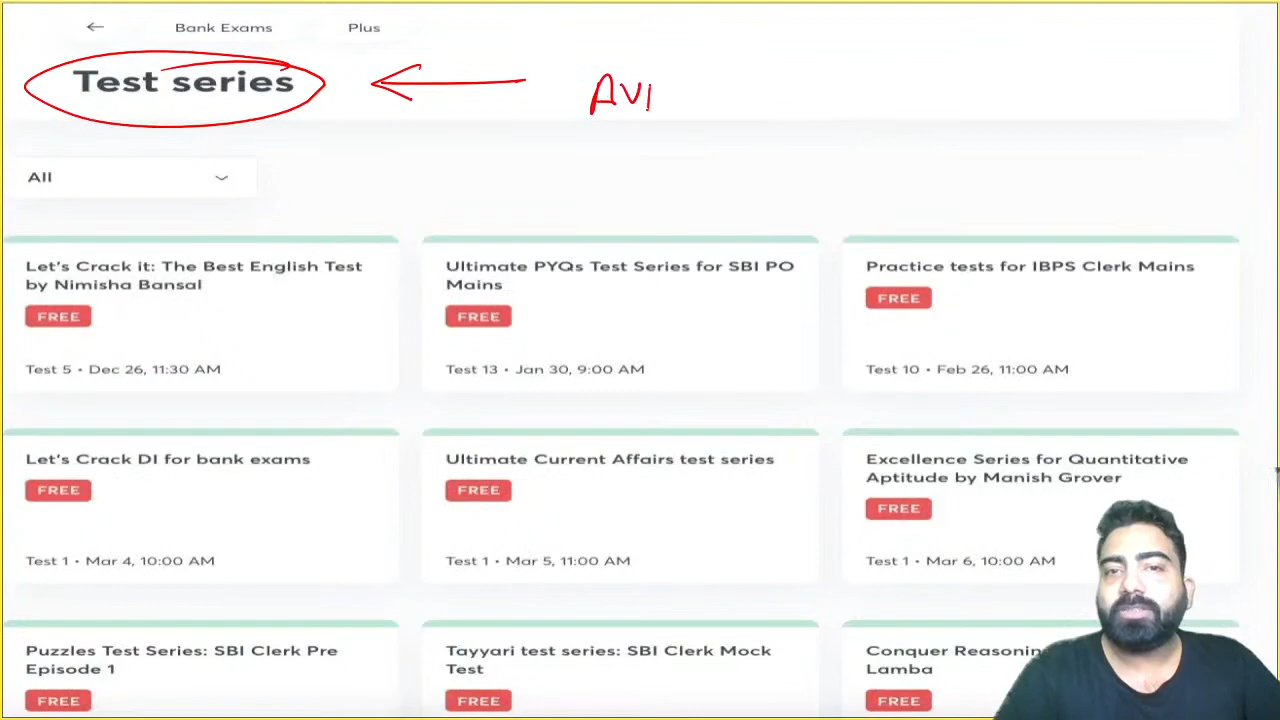 ← Bank Exams Plus
Test series ← AVI
All
Let's Crack it: The Best English Test
by Nimisha Bansal
FREE
Test 5 • Dec 26, 11:30 AM
Ultimate PYQs Test Series for SBI PO
Mains
FREE
Test 13 • Jan 30, 9:00 AM
Practice tests for IBPS Clerk Mains
FREE
Test 10 • Feb 26, 11:00 AM
Let's Crack DI for bank exams
FREE
Test 1 • Mar 4, 10:00 AM
Ultimate Current Affairs test series
FREE
Test 1 • Mar 5, 11:00 AM
Excellence Series for Quantitative
Aptitude by Manish Grover
FREE
Test 1 • Mar 6, 10:00 AM
Puzzles Test Series: SBI Clerk Pre
Episode 1
FREE
Tayyari test series: SBI Clerk Mock
Test
FREE
Conquer Reasoning
Lamba
FREE